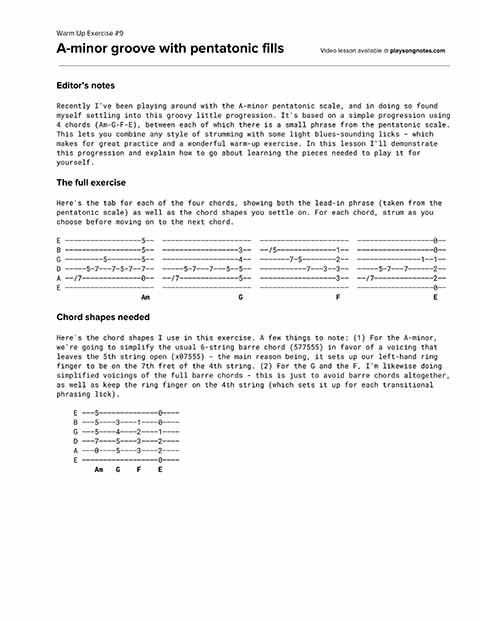 Warm Up Exercise #9
A-minor groove with pentatonic fills
Video lesson available @ playsongnotes.com
Editor's notes
Recently I've been playing around with the A-minor pentatonic scale, and in doing so found
myself settling into this groovy little progression. It's based on a simple progression using
4 chords (Am-G-F-E), between each of which there is a small phrase from the pentatonic scale.
This lets you combine any style of strumming with some light blues-sounding licks - which
makes for great practice and a wonderful warm-up exercise. In this lesson I'll demonstrate
this progression and explain how to go about learning the pieces needed to play it for
yourself.
The full exercise
Here's the tab for each of the four chords, showing both the lead-in phrase (taken from the
pentatonic scale) as well as the chord shapes you settle on. For each chord, strum as you
choose before moving on to the next chord.
E ------------------5-- --------------------- --------------------- ------------------0--
B ------------------5-- ------------------3-- --/5--------------1-- ------------------0--
G ---------5--------5-- ------------------4-- -------7-5--------2-- ---------------1--1--
D -----5-7---7-5-7--7-- -----5-7---7---5--5-- -----------7---3--3-- -----5-7---7------2--
A --/7--------------0-- --/7--------------5-- ------------------3-- --/7--------------2--
E --------------------- --------------------- --------------------- ------------------0--
Am G F E
Chord shapes needed
Here's the chord shapes I use in this exercise. A few things to note: (1) For the A-minor,
we're going to simplify the usual 6-string barre chord (577555) in favor of a voicing that
leaves the 5th string open (x07555) - the main reason being, it sets up our left-hand ring
finger to be on the 7th fret of the 4th string. (2) For the G and the F, I'm likewise doing
simplified voicings of the full barre chords - this is just to avoid barre chords altogether,
as well as keep the ring finger on the 4th string (which sets it up for each transitional
phrasing lick).
E ---5--------------0----
B ---5----3----1----0----
G ---5----4----2----1----
D ---7----5----3----2----
A ---0----5----3----2----
E ------------------0----
Am G F E